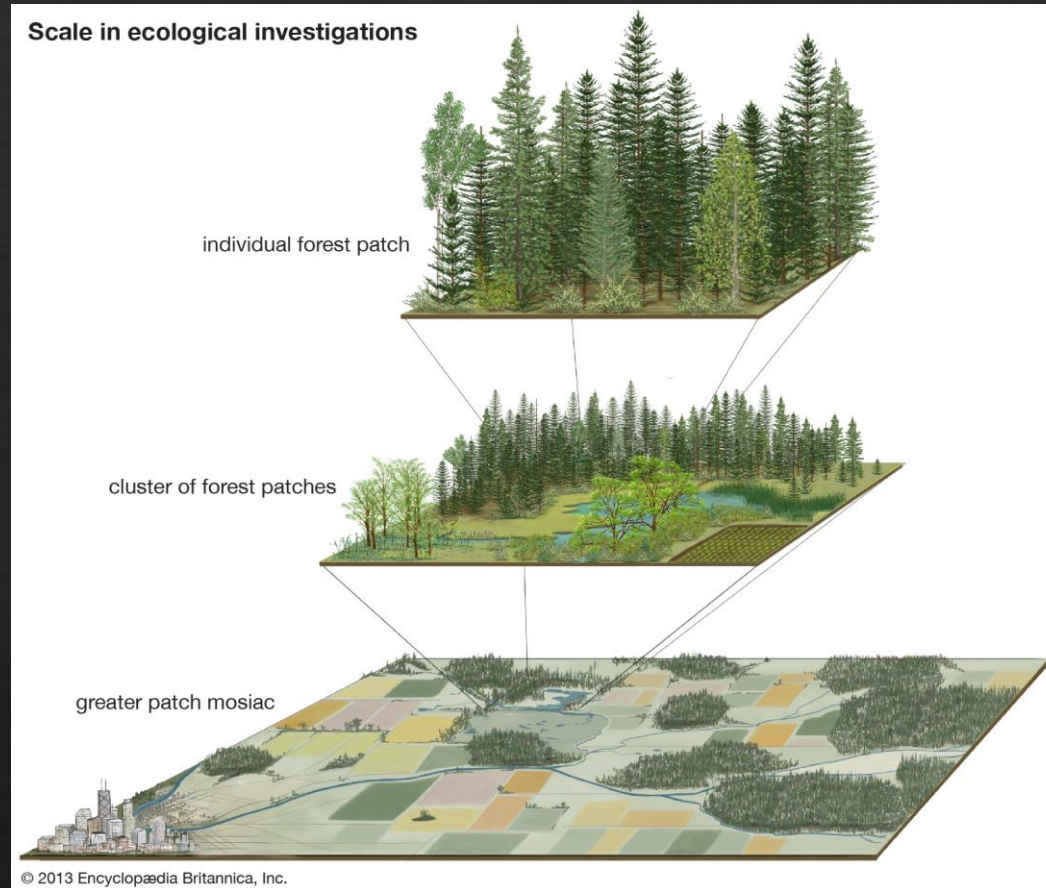 Scale in ecological investigations
individual forest patch
cluster of forest patches
greater patch mosiac
© 2013 Encyclopædia Britannica, Inc.